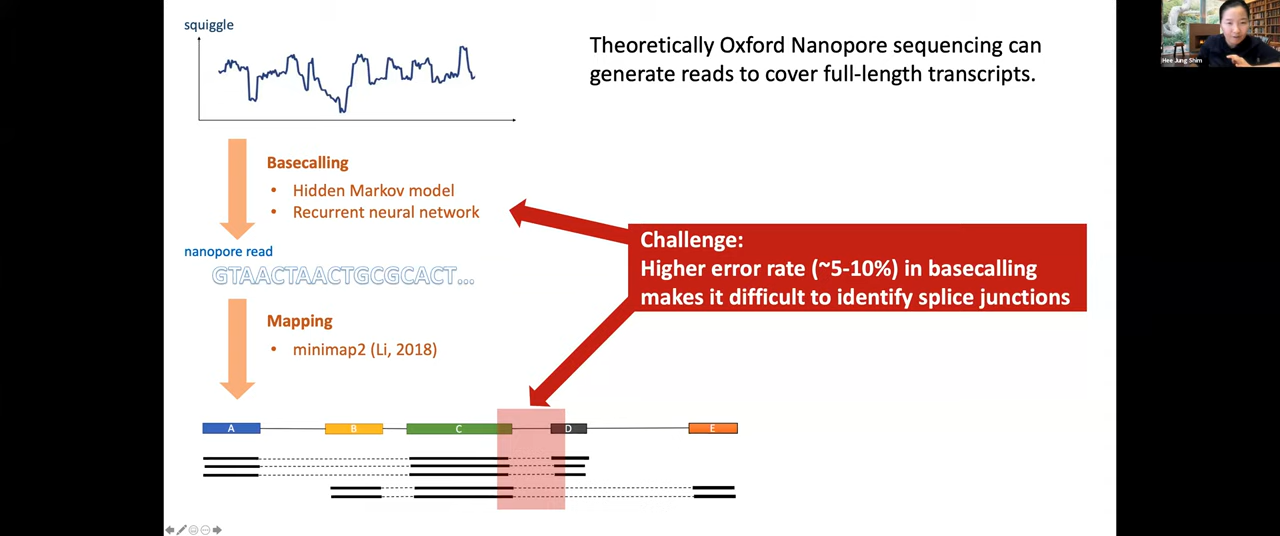 squiggle
Theoretically Oxford Nanopore sequencing can
generate reads to cover full-length transcripts.
Basecalling
• Hidden Markov model
• Recurrent neural network
nanopore read
GTAACTAACTGCGCACT...
Challenge:
Higher error rate (~5-10%) in basecalling
makes it difficult to identify splice junctions
Mapping
• minimap2 (Li, 2018)
A B C D E
Hee Jung Shim